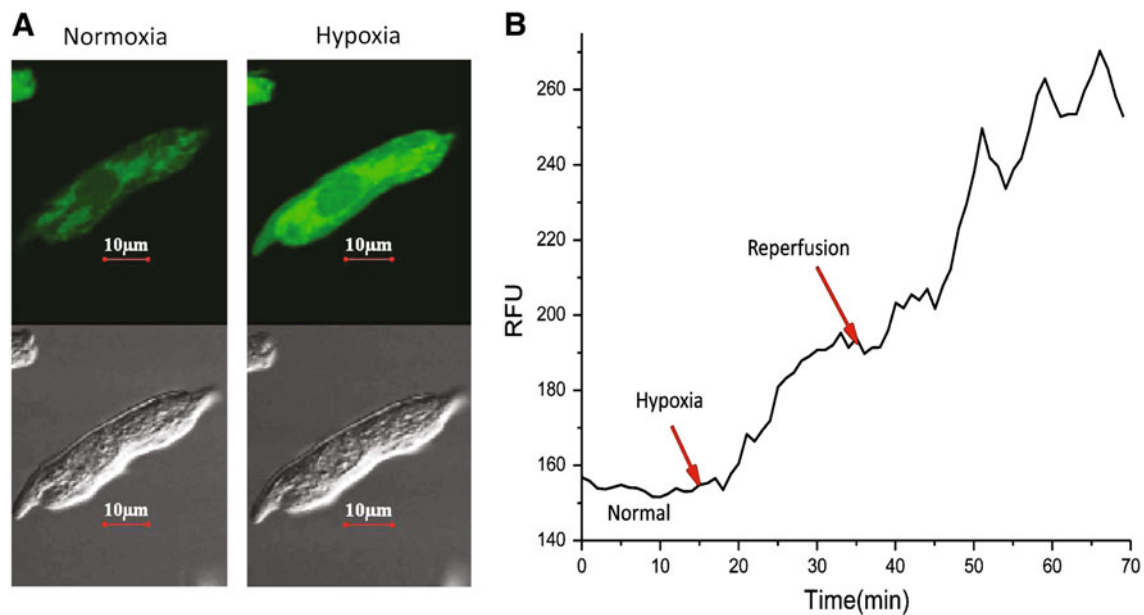 A
Normoxia
Hypoxia
10μm
10μm
10μm
10μm
B
RFU
260
240
220
200
180
160
140
Reperfusion
Hypoxia
Normal
0
10
20
30
40
50
60
70
Time(min)